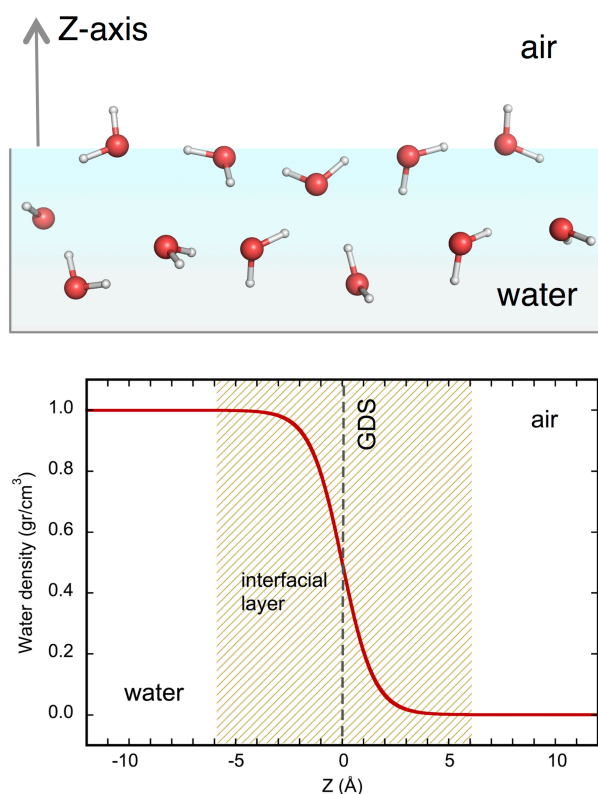 Z-axis
air
water
1.0
0.8
0.6
0.4
0.2
0.0
Water density (gr/cm³)
GDS
air
interfacial
layer
water
-10
-5
0
5
10
Z (Å)